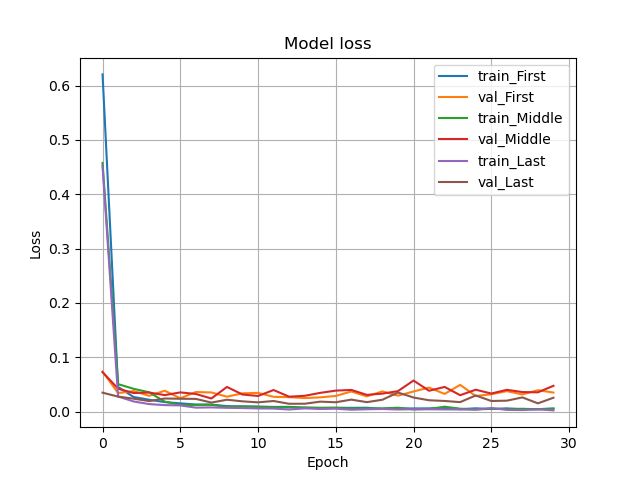 Model loss
Loss
0.6
0.5
0.4
0.3
0.2
0.1
0.0
train_First
val_First
train_Middle
val_Middle
train_Last
val_Last
0 5 10 15 20 25 30
Epoch